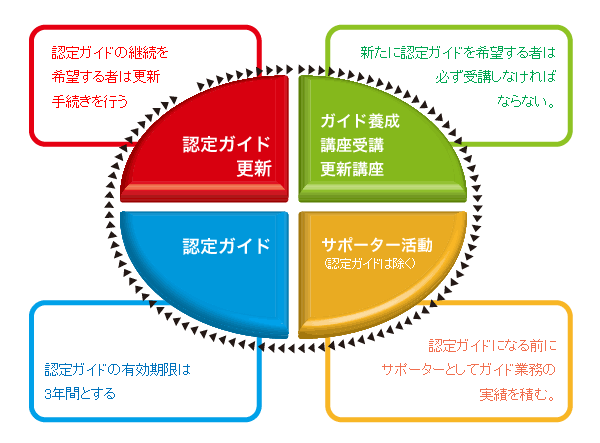 認定ガイドの継続を
希望する者は更新
手続きを行う
新たに認定ガイドを希望する者は
必ず受講しなければ
ならない。
認定ガイド
更新
ガイド養成
講座受講
更新講座
認定ガイド
サポーター活動
（認定ガイドは除く）
認定ガイドの有効期限は
3年間とする
認定ガイドになる前に
サポーターとしてガイド業務の
実績を積む。